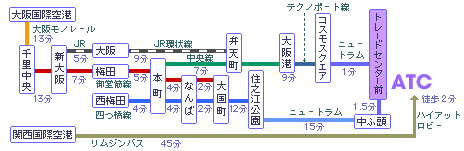 大阪国際空港
大阪モノレール
13分
千里中央
13分
新大阪
JR
5分
大阪
9分
JR環状線
弁天町
中央線
7分
7分
梅田
5分
御堂筋線
本町
西梅田
4分
四つ橋線
4分
なんば
4分
2分
2分
大国町
12分
住之江公園
大阪港
テクノポート線
9分
コスモスクエア
ニュートラム
1分
トレードセンター前
ATC
徒歩2分
ハイアットロビー
1.5分
中ふ頭
ニュートラム
15分
関西国際空港
リムジンバス
45分